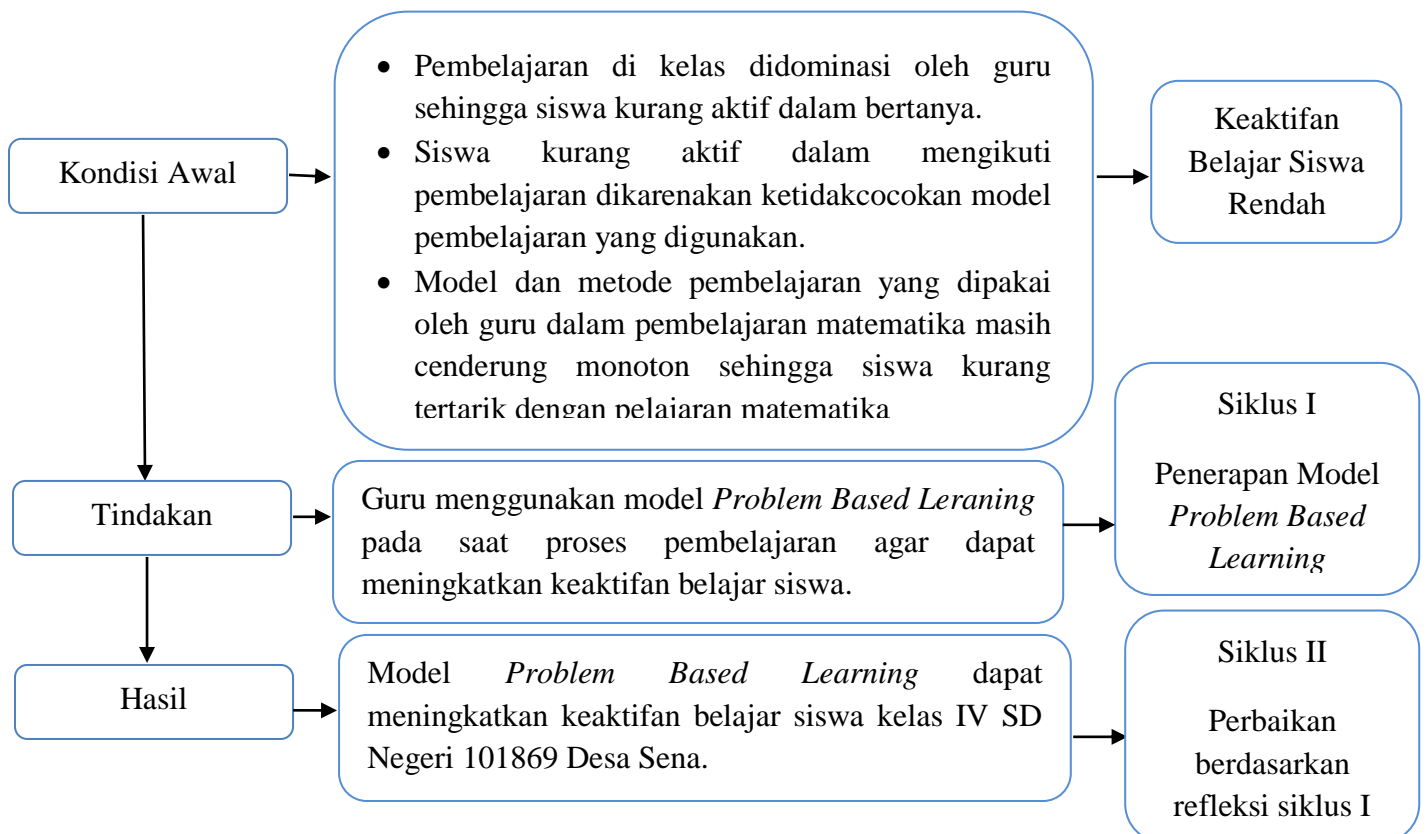 Kondisi Awal
• Pembelajaran di kelas didominasi oleh guru
sehingga siswa kurang aktif dalam bertanya.
• Siswa kurang aktif dalam mengikuti
pembelajaran dikarenakan ketidakcocokan model
pembelajaran yang digunakan.
• Model dan metode pembelajaran yang dipakai
oleh guru dalam pembelajaran matematika masih
cenderung monoton sehingga siswa kurang
tertarik dengan pelajaran matematika
Keaktifan
Belajar Siswa
Rendah
Tindakan
Guru menggunakan model Problem Based Leraning
pada saat proses pembelajaran agar dapat
meningkatkan keaktifan belajar siswa.
Siklus I
Penerapan Model
Problem Based
Learning
Hasil
Model Problem Based Learning dapat
meningkatkan keaktifan belajar siswa kelas IV SD
Negeri 101869 Desa Sena.
Siklus II
Perbaikan
berdasarkan
refleksi siklus I